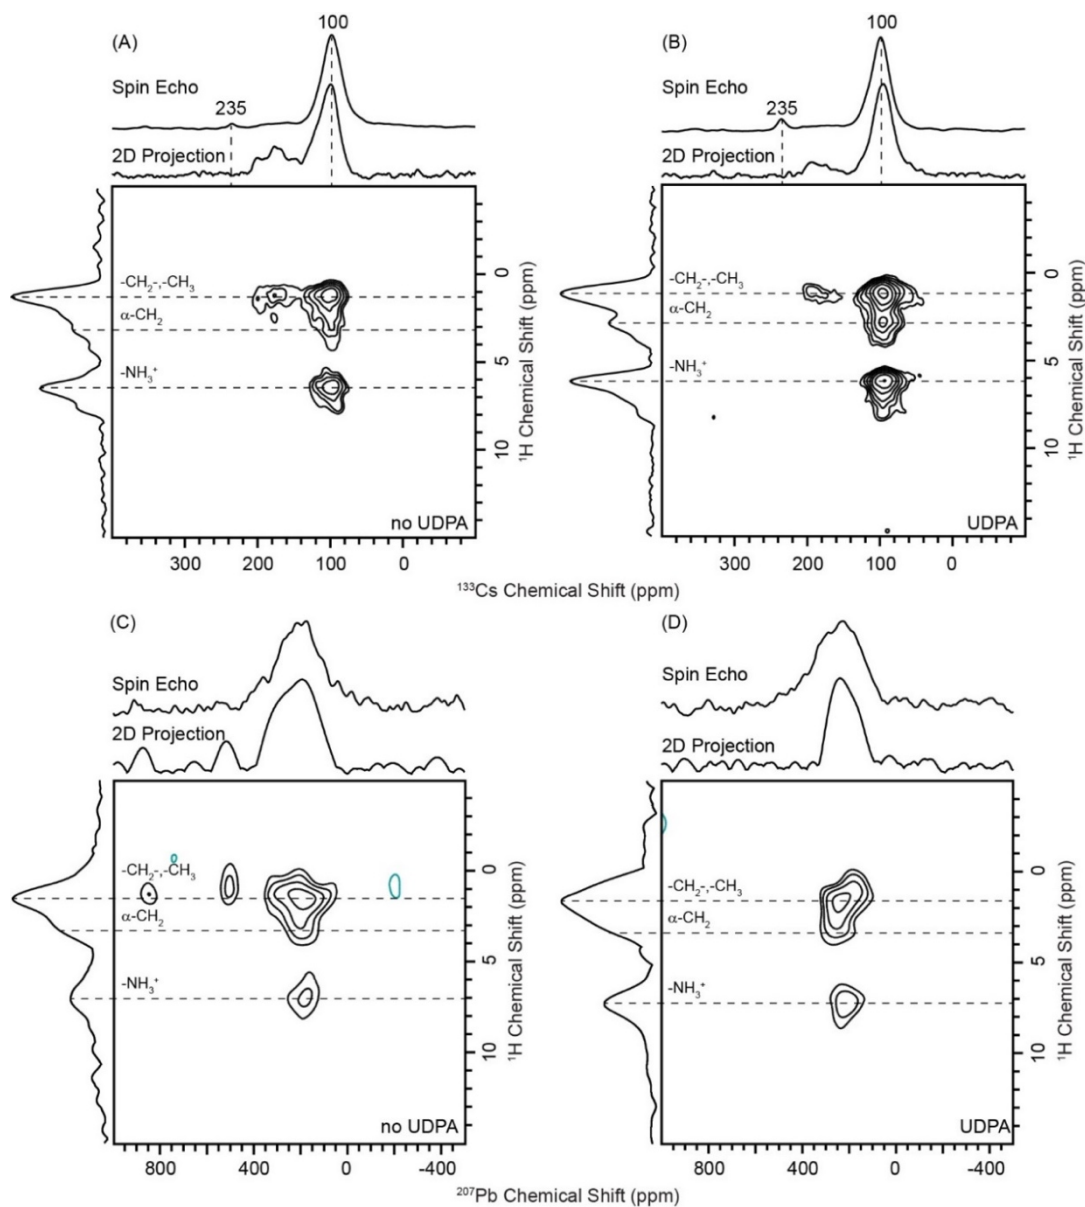 (A)
100
Spin Echo
235
2D Projection
-CH₂-,-CH₃
α-CH₂
-NH₃⁺
0
5
10
¹H Chemical Shift (ppm)
no UDPA
300
200
100
0
(B)
100
Spin Echo
235
2D Projection
-CH₂-,-CH₃
α-CH₂
-NH₃⁺
0
5
10
¹H Chemical Shift (ppm)
UDPA
300
200
100
0
¹³³Cs Chemical Shift (ppm)
(C)
Spin Echo
2D Projection
-CH₂-,-CH₃
α-CH₂
-NH₃⁺
0
5
10
¹H Chemical Shift (ppm)
no UDPA
800
400
0
-400
(D)
Spin Echo
2D Projection
-CH₂-,-CH₃
α-CH₂
-NH₃⁺
0
5
10
¹H Chemical Shift (ppm)
UDPA
800
400
0
-400
²⁰⁷Pb Chemical Shift (ppm)